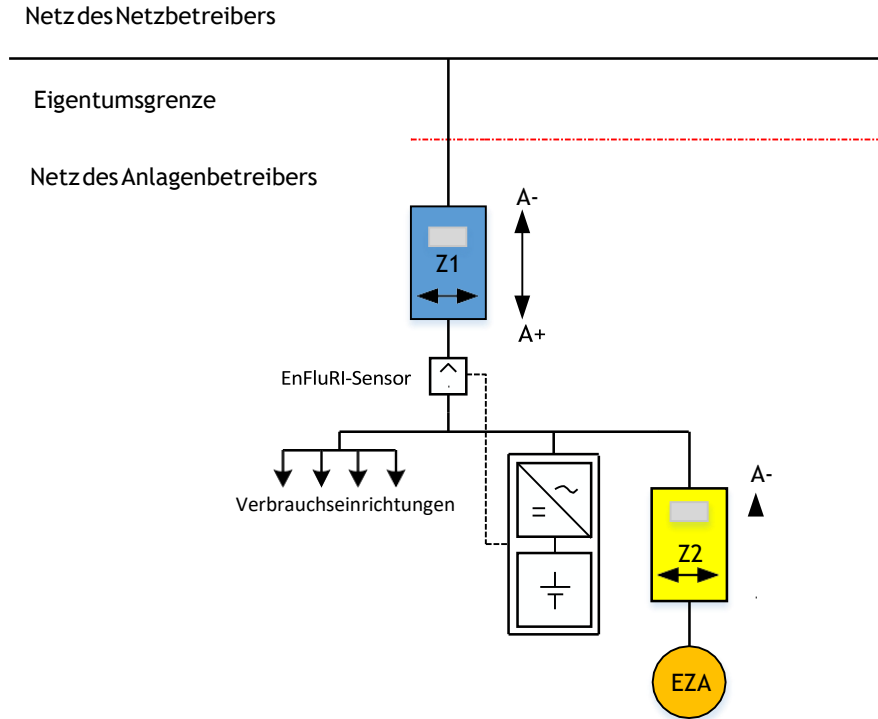 Netz des Netzbetreibers
Eigentumsgrenze
Netz des Anlagenbetreibers
A-
Z1
A+
EnFluRI-Sensor
A-
Verbrauchseinrichtungen
Z2
EZA